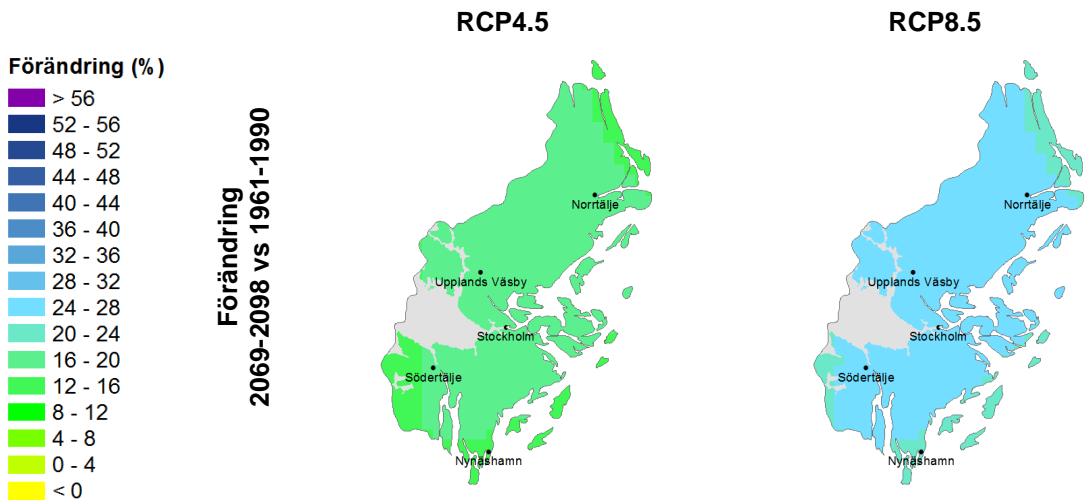 RCP4.5
RCP8.5
Förändring (%)
> 56
52 - 56
48 - 52
44 - 48
40 - 44
36 - 40
32 - 36
28 - 32
24 - 28
20 - 24
16 - 20
12 - 16
8 - 12
4 - 8
0 - 4
< 0
Förändring
2069-2098 vs 1961-1990
Norrtälje
Upplands Väsby
Stockholm
Södertälje
Nynäshamn
Norrtälje
Upplands Väsby
Stockholm
Södertälje
Nynäshamn